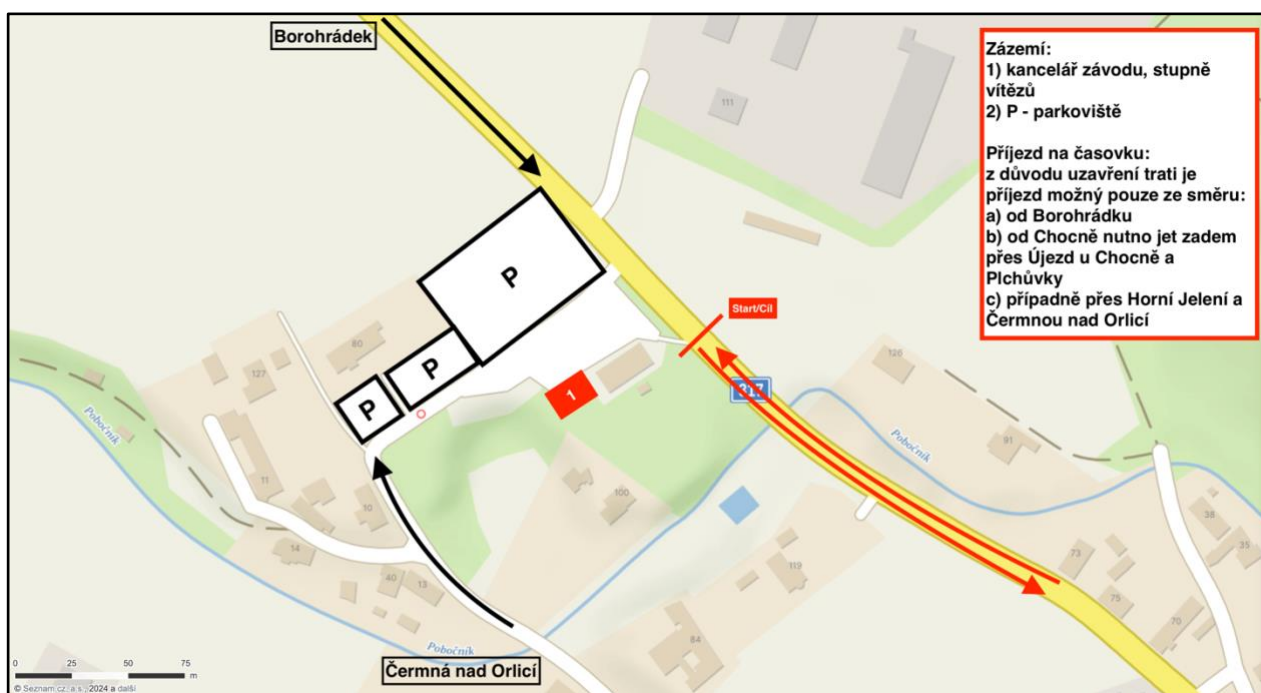 Borohrádek
Zázemí:
1) kancelář závodu, stupně
vítězů
2) P - parkoviště
Příjezd na časovku:
z důvodu uzavření trati je
příjezd možný pouze ze směru:
a) od Borohrádku
b) od Chocně nutno jet zadem
přes Újezd u Chocně a
Plchůvky
c) případně přes Horní Jelení a
Čermnou nad Orlicí
111
P
Start/Cíl
80
P
127
126
P
1
317
Pobočník
Pobočník
91
11
100
10
38
14
35
73
119
40
13
75
70
84
Pobočník
Čermná nad Orlicí
0 25 50 75
m
© Seznam.cz, a.s., 2024 a další